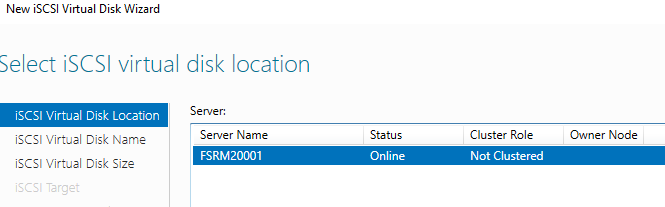 New iSCSI Virtual Disk Wizard
Select iSCSI virtual disk location
iSCSI Virtual Disk Location
iSCSI Virtual Disk Name
iSCSI Virtual Disk Size
iSCSI Target
Server:
Server Name Status Cluster Role Owner Node
FSRM20001 Online Not Clustered